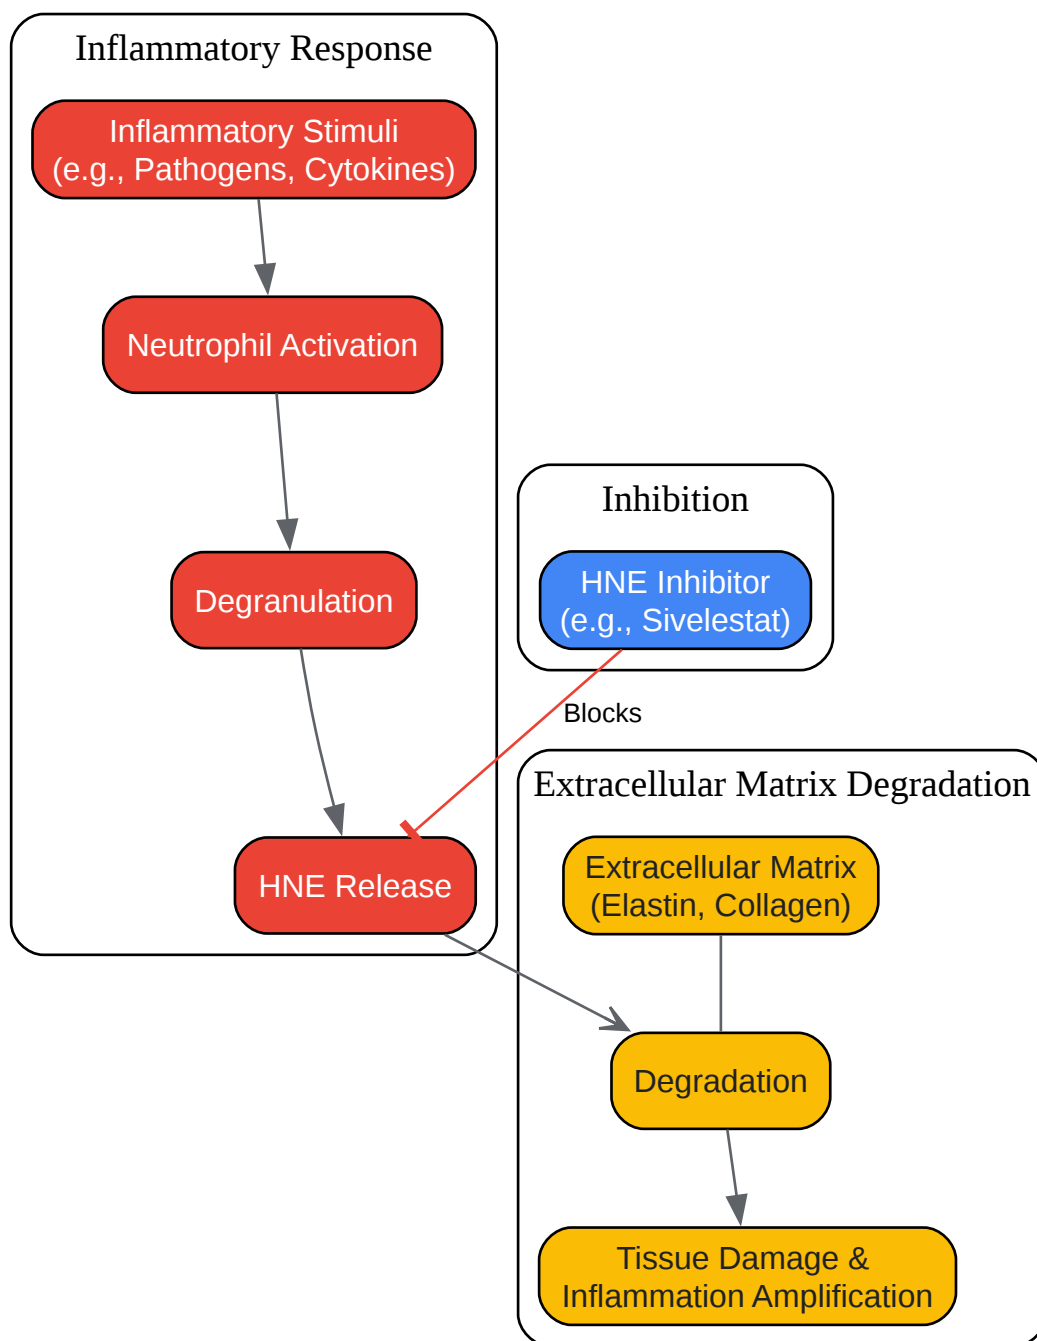 Inflammatory Response
Inflammatory Stimuli
(e.g., Pathogens, Cytokines)
Neutrophil Activation
Degranulation
HNE Release
Inhibition
HNE Inhibitor
(e.g., Sivelestat)
Blocks
Extracellular Matrix Degradation
Extracellular Matrix
(Elastin, Collagen)
Degradation
Tissue Damage &
Inflammation Amplification